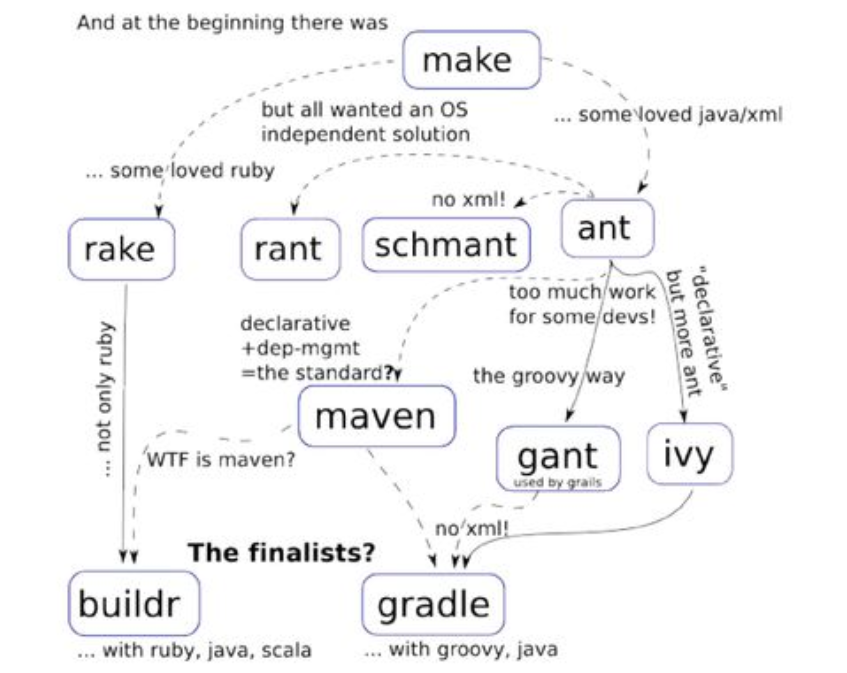 And at the beginning there was
make
but all wanted an OS
independent solution
... some loved java/xml
... some loved ruby
no xml!
rake
rant
schmant
ant
too much work
for some devs!
"declarative"
but more ant
declarative
+dep-mgmt
=the standard?
... not only ruby
the groovy way
maven
gant
used by grails
ivy
WTF is maven?
no xml!
The finalists?
buildr
gradle
... with ruby, java, scala
... with groovy, java